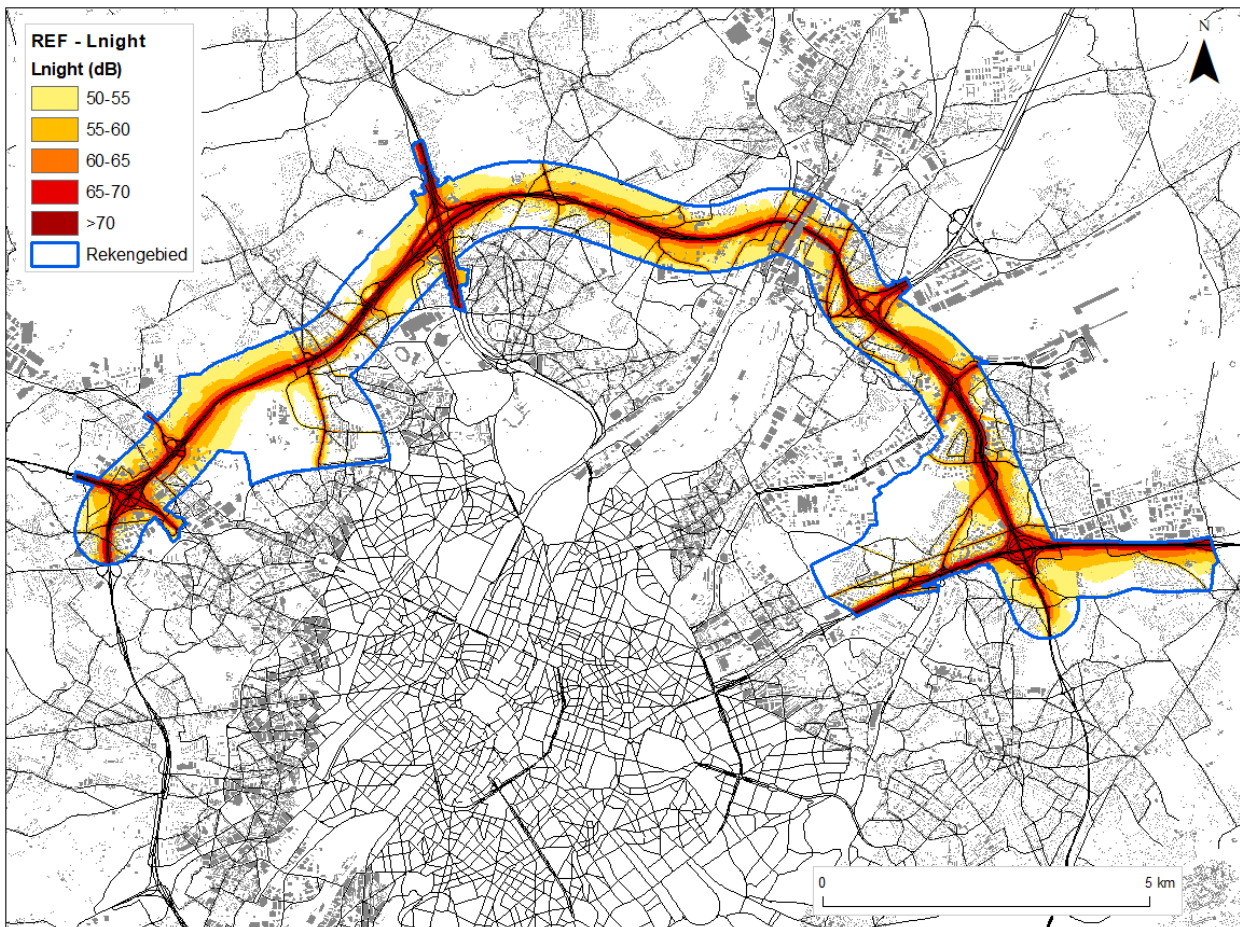 REF - Lnight
Lnight (dB)
50-55
55-60
60-65
65-70
>70
Rekengebied
N
0 5 km